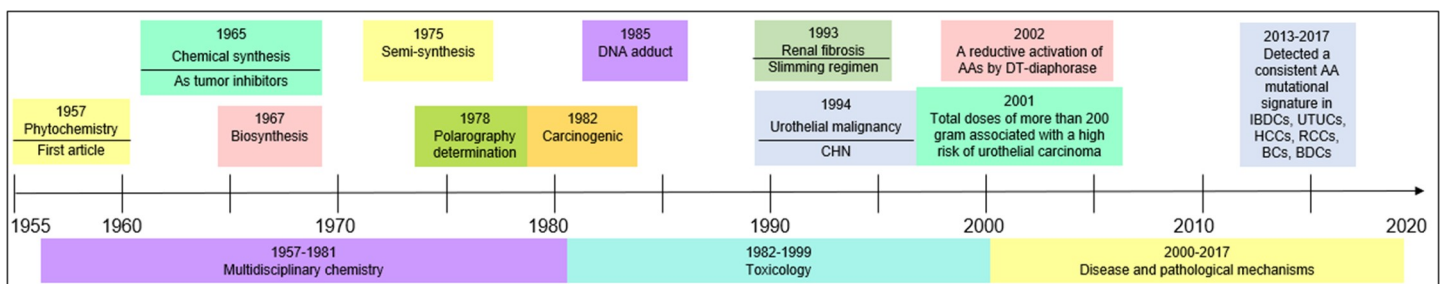 1965
Chemical synthesis
As tumor inhibitors
1975
Semi-synthesis
1985
DNA adduct
1993
Renal fibrosis
Slimming regimen
2002
A reductive activation of
AAs by DT-diaphorase
2013-2017
Detected a
consistent AA
mutational
signature in
IBDCs, UTUCs,
HCCs, RCCs,
BCs, BDCs
1957
Phytochemistry
First article
1967
Biosynthesis
1978
Polarography
determination
1982
Carcinogenic
1994
Urothelial malignancy
CHN
2001
Total doses of more than 200
gram associated with a high
risk of urothelial carcinoma
1955 1960 1970 1980 1990 2000 2010 2020
1957-1981
Multidisciplinary chemistry
1982-1999
Toxicology
2000-2017
Disease and pathological mechanisms